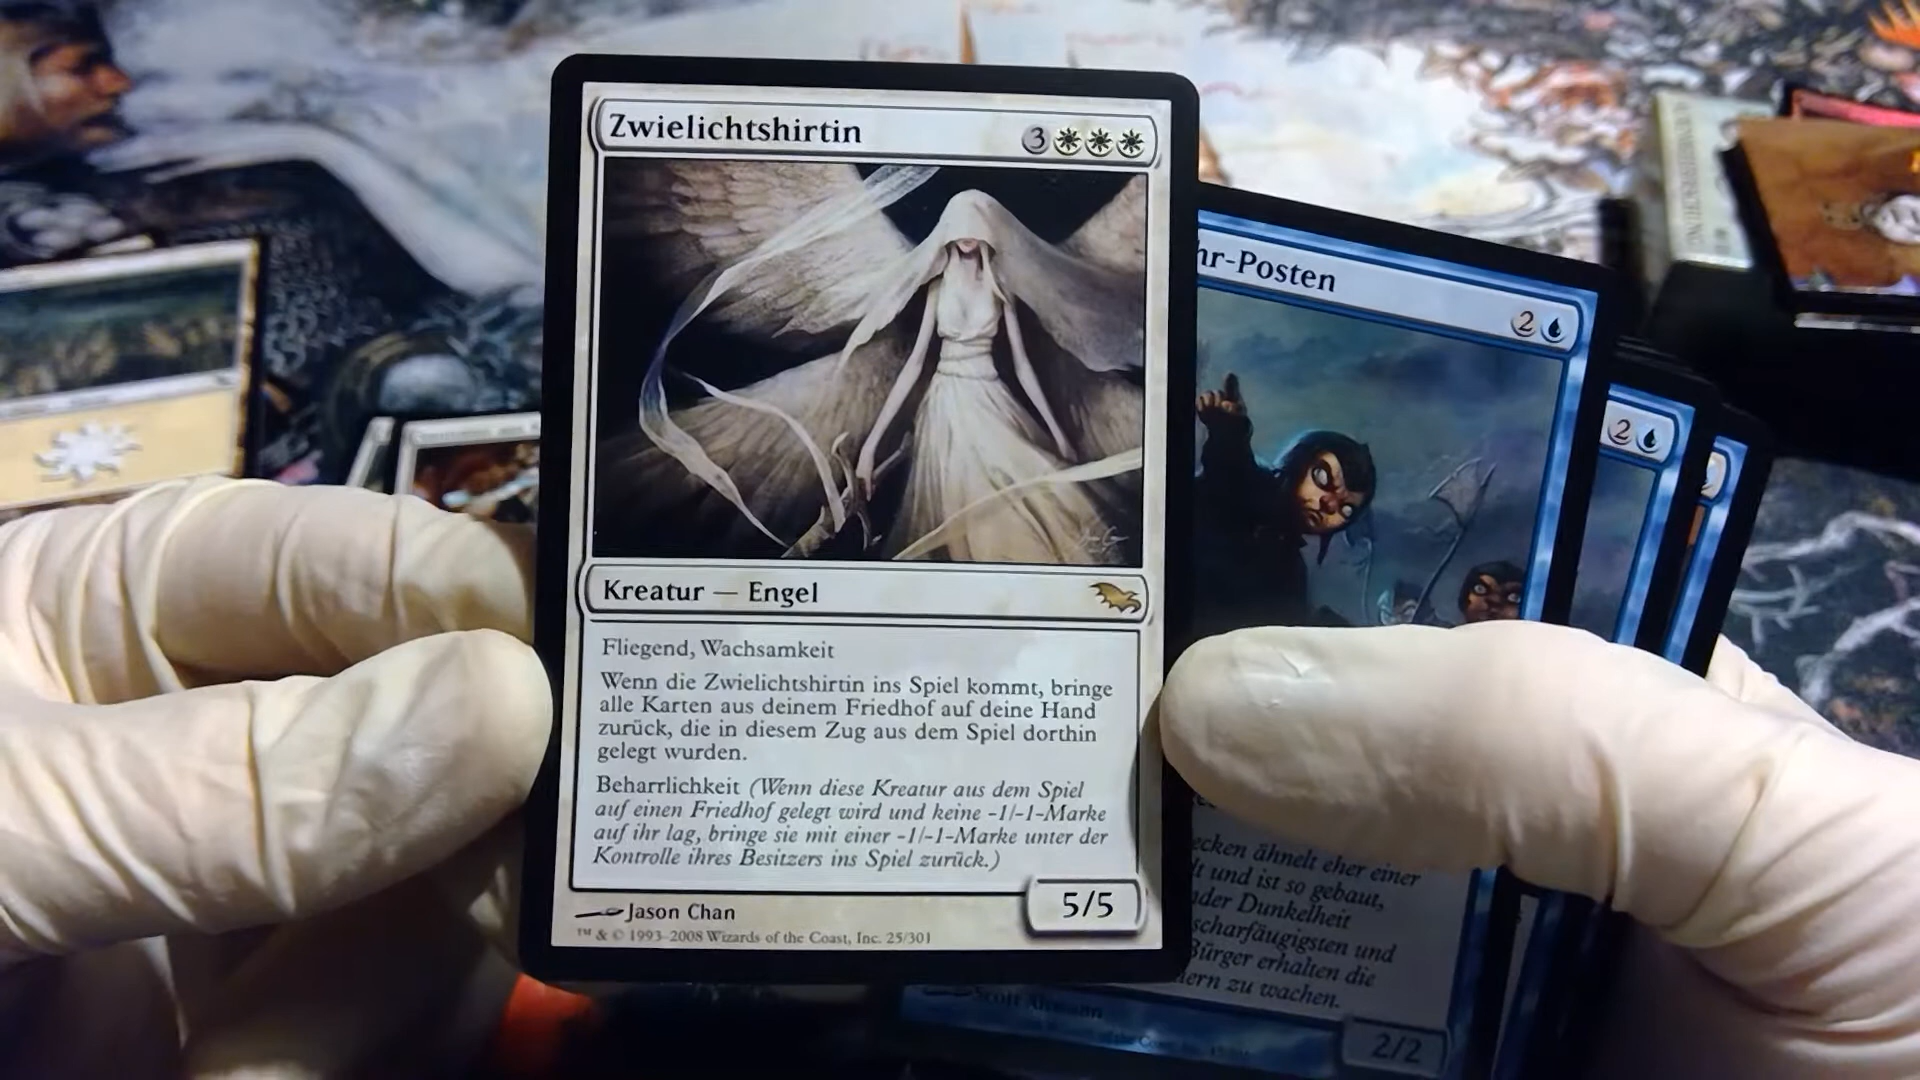 Zwielichtshirtin
3
Kreatur — Engel
Fliegend, Wachsamkeit
Wenn die Zwielichtshirtin ins Spiel kommt, bringe
alle Karten aus deinem Friedhof auf deine Hand
zurück, die in diesem Zug aus dem Spiel dorthin
gelegt wurden.
Beharrlichkeit (Wenn diese Kreatur aus dem Spiel
auf einen Friedhof gelegt wird und keine -1/-1-Marke
auf ihr lag, bringe sie mit einer -1/-1-Marke unter der
Kontrolle ihres Besitzers ins Spiel zurück.)
5/5
Jason Chan
™ & © 1993–2008 Wizards of the Coast, Inc. 25/301
hr-Posten
2
2
ecken ähnelt eher einer
lt und ist so gebaut,
der Dunkelheit
scharfäugigsten und
Bürger erhalten die
ern zu wachen.
Scott Altmann
2/2